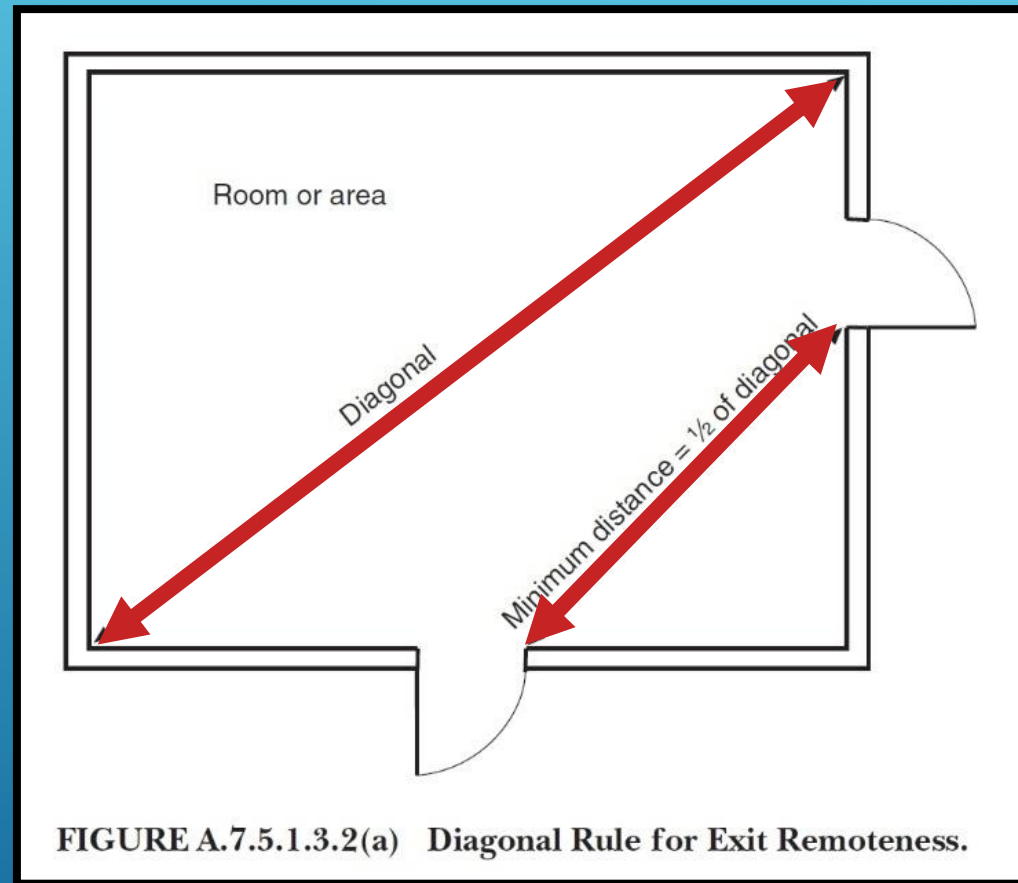 Room or area
Diagonal
Minimum distance = ½ of diagonal
FIGURE A.7.5.1.3.2(a) Diagonal Rule for Exit Remoteness.